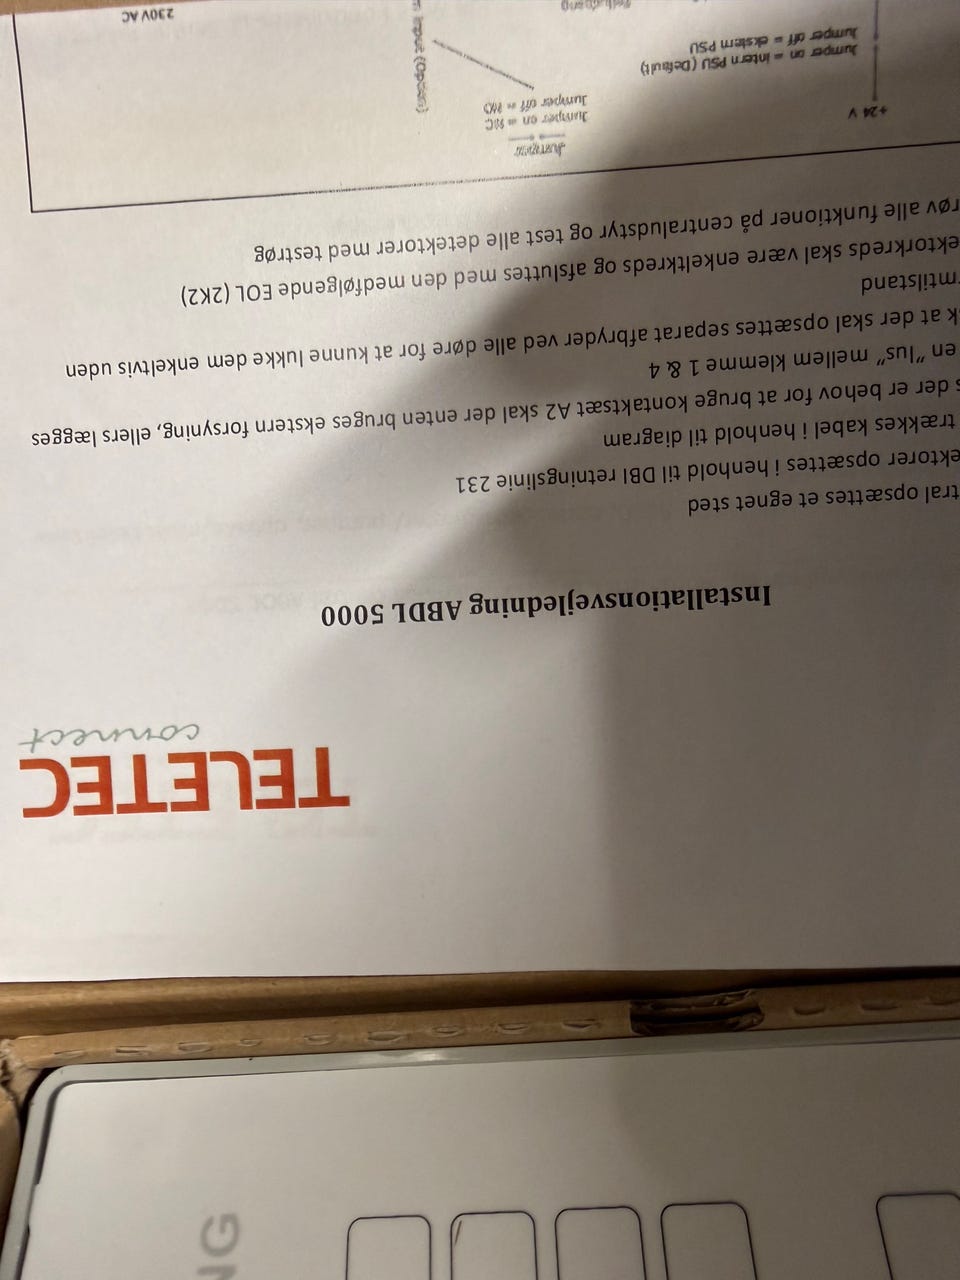 TELETEC
connect
Installationsvejledning ABDL 5000
tral opsættes et egnet sted
ektorer opsættes i henhold til DBI retningslinie 231
trækkes kabel i henhold til diagram
s der er behov for at bruge kontaktsæt A2 skal der enten bruges ekstern forsyning, ellers lægges
en "lus" mellem klemme 1 & 4
k at der skal opsættes separat afbryder ved alle døre for at kunne lukke dem enkeltvis uden
rmtilstand
ektorkreds skal være enkeltkreds og afsluttes med den medfølgende EOL (2K2)
røv alle funktioner på centraludstyr og test alle detektorer med testrøg
+24 V
Jumper on = intern PSU (Default)
Jumper off = ekstern PSU
Jumper
Jumper on = NC
Jumper off = NO
Input (Option)
230V AC
NG